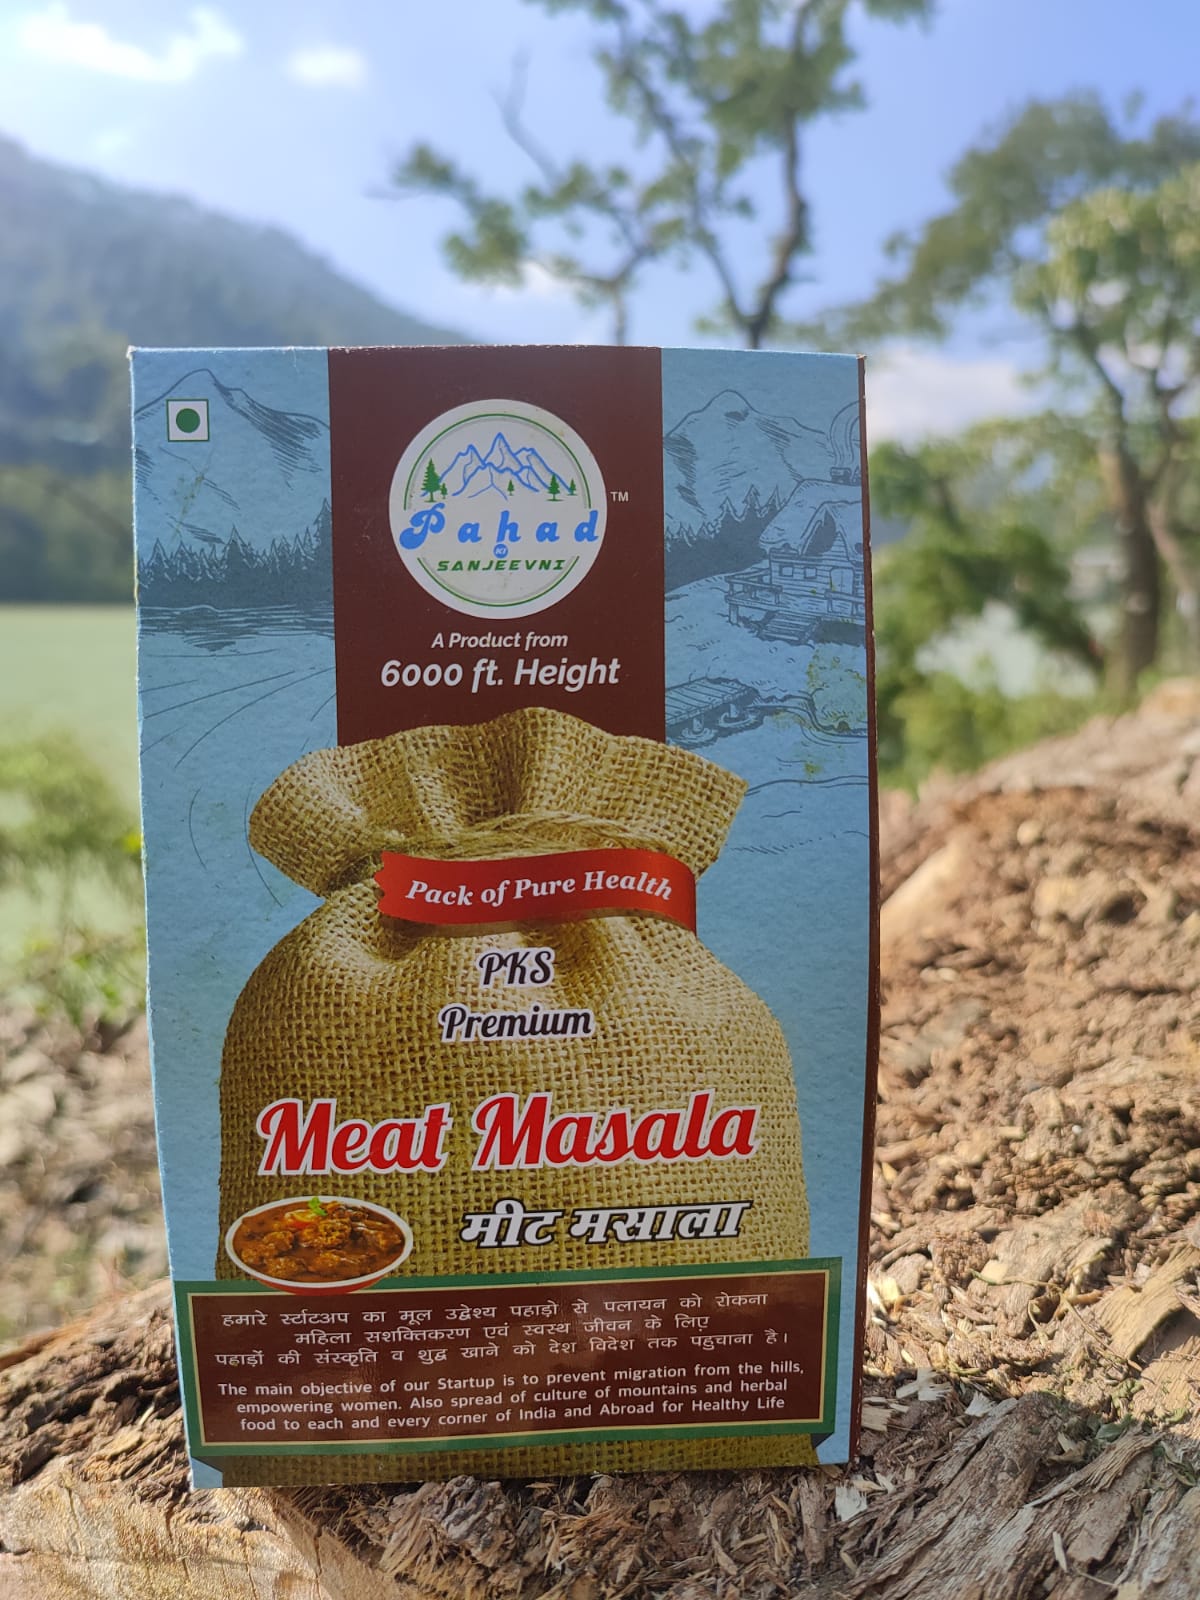 Pahad
KI
SANJEEVNI
TM
A Product from
6000 ft. Height
Pack of Pure Health
PKS
Premium
Meat Masala
मीट मसाला
हमारे र्स्टाटअप का मूल उद्देश्य पहाड़ो से पलायन को रोकना
महिला सशक्तिकरण एवं स्वस्थ जीवन के लिए
पहाड़ों की संस्कृति व शुद्ध खाने को देश विदेश तक पहुचाना है।
The main objective of our Startup is to prevent migration from the hills,
empowering women. Also spread of culture of mountains and herbal
food to each and every corner of India and Abroad for Healthy Life